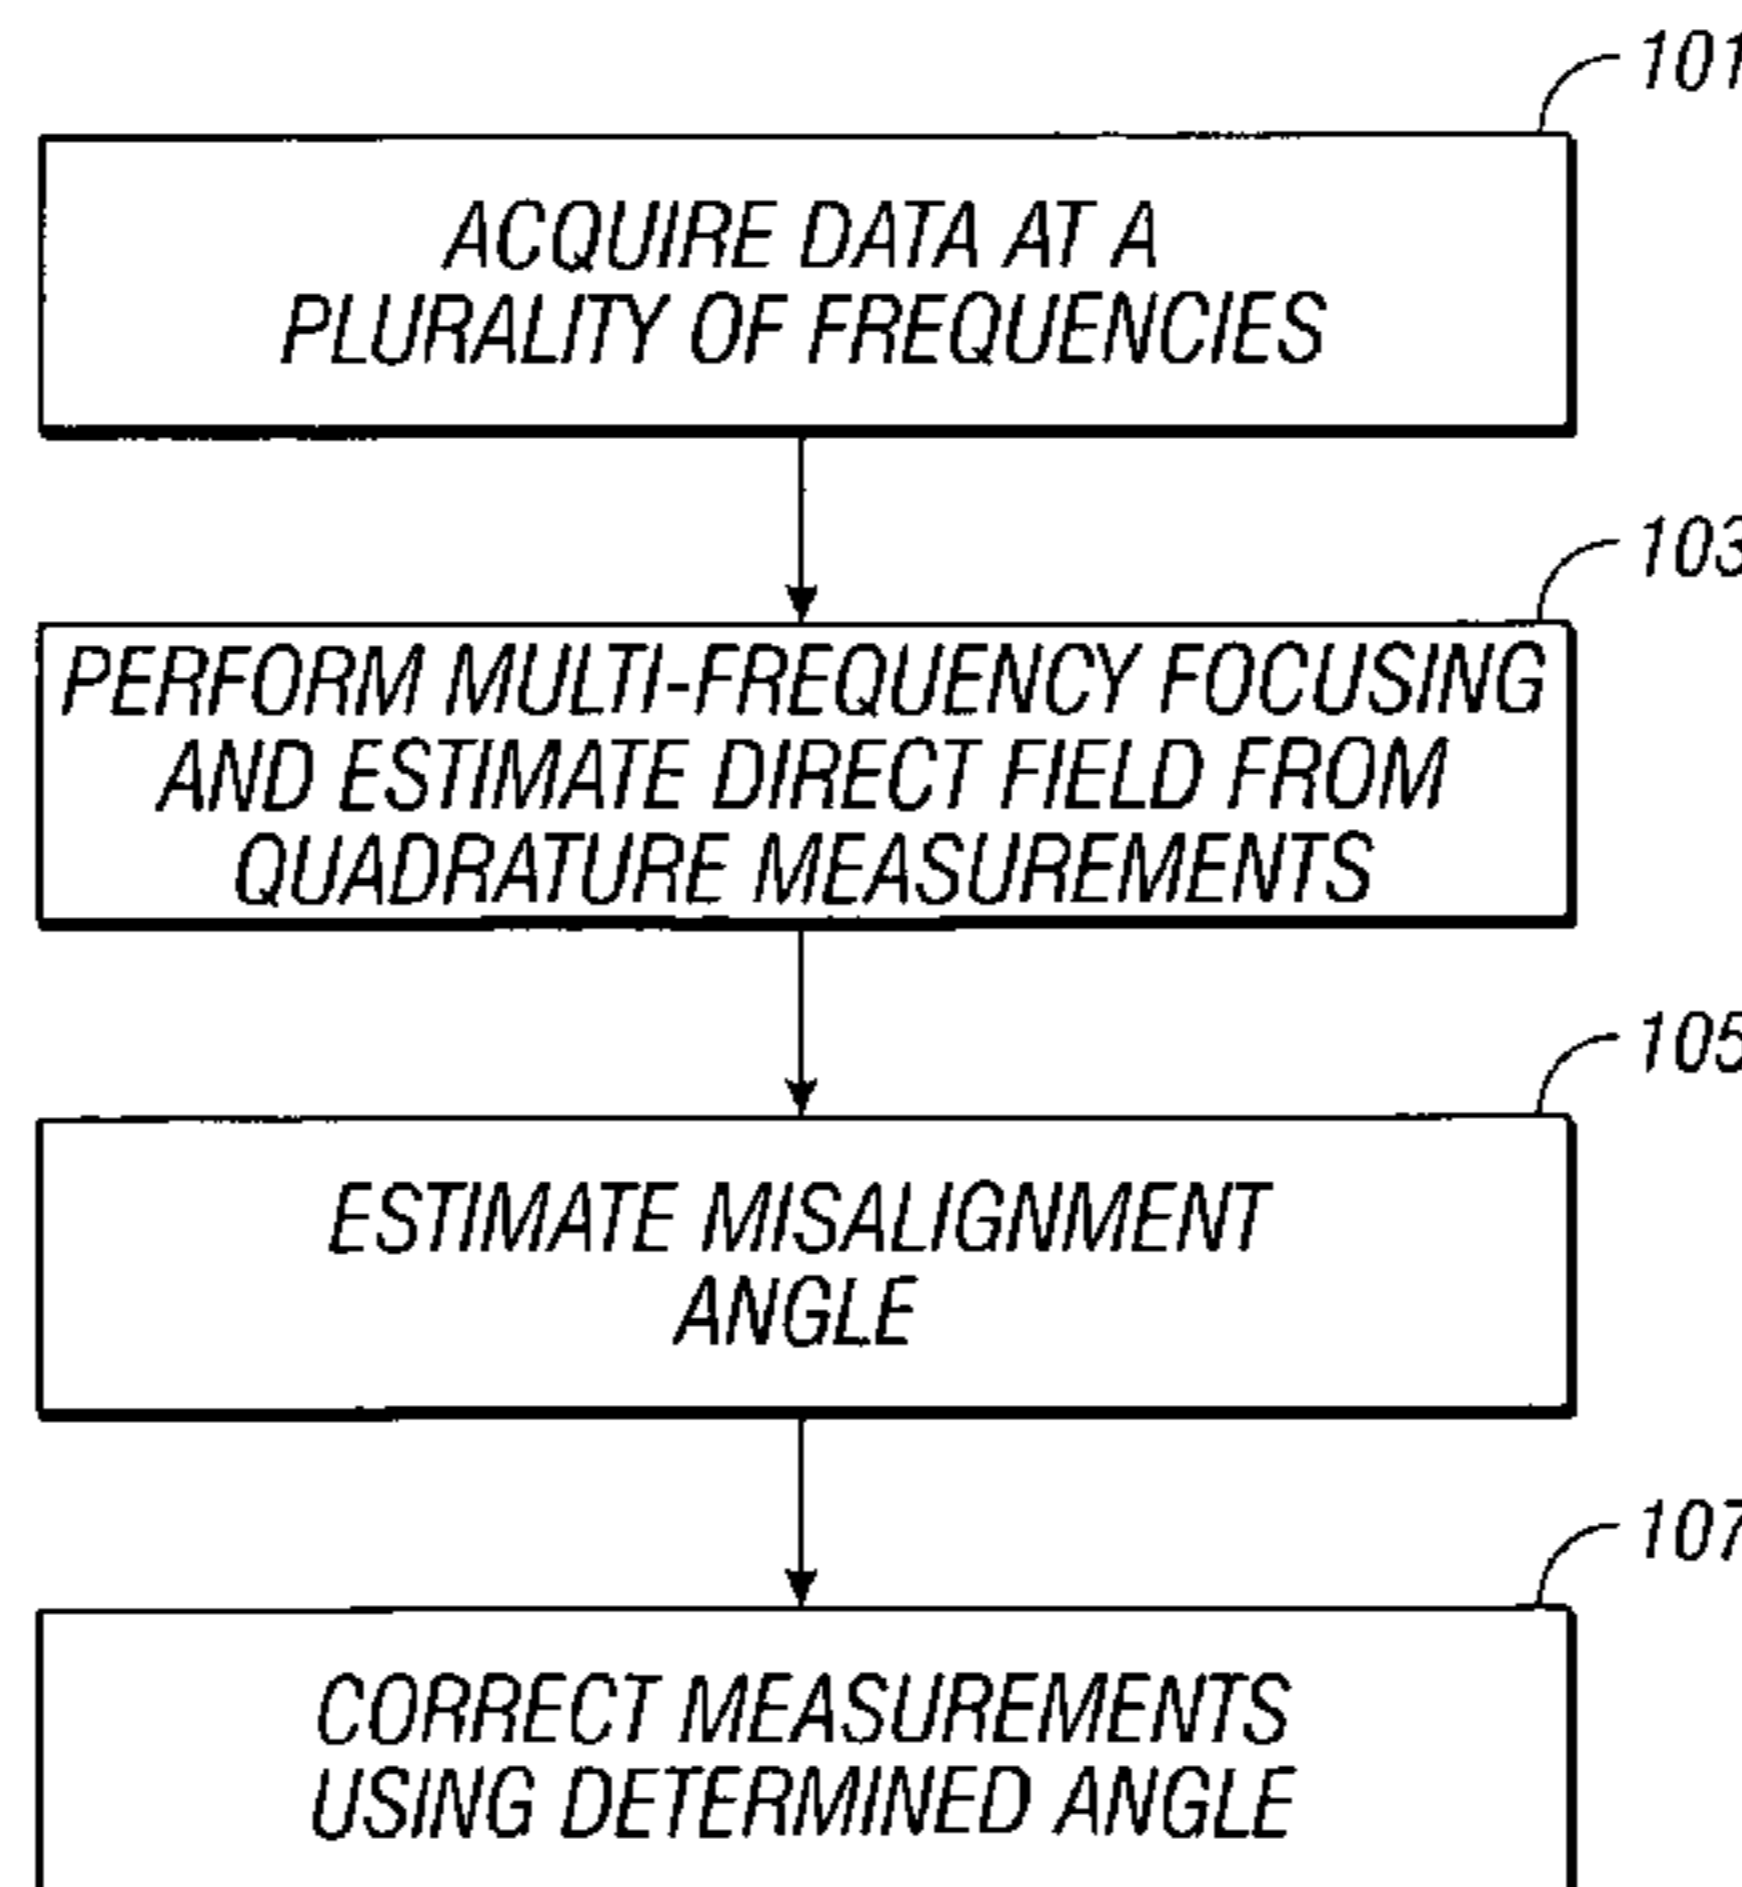 101
ACQUIRE DATA AT A
PLURALITY OF FREQUENCIES
103
PERFORM MULTI-FREQUENCY FOCUSING
AND ESTIMATE DIRECT FIELD FROM
QUADRATURE MEASUREMENTS
105
ESTIMATE MISALIGNMENT
ANGLE
107
CORRECT MEASUREMENTS
USING DETERMINED ANGLE